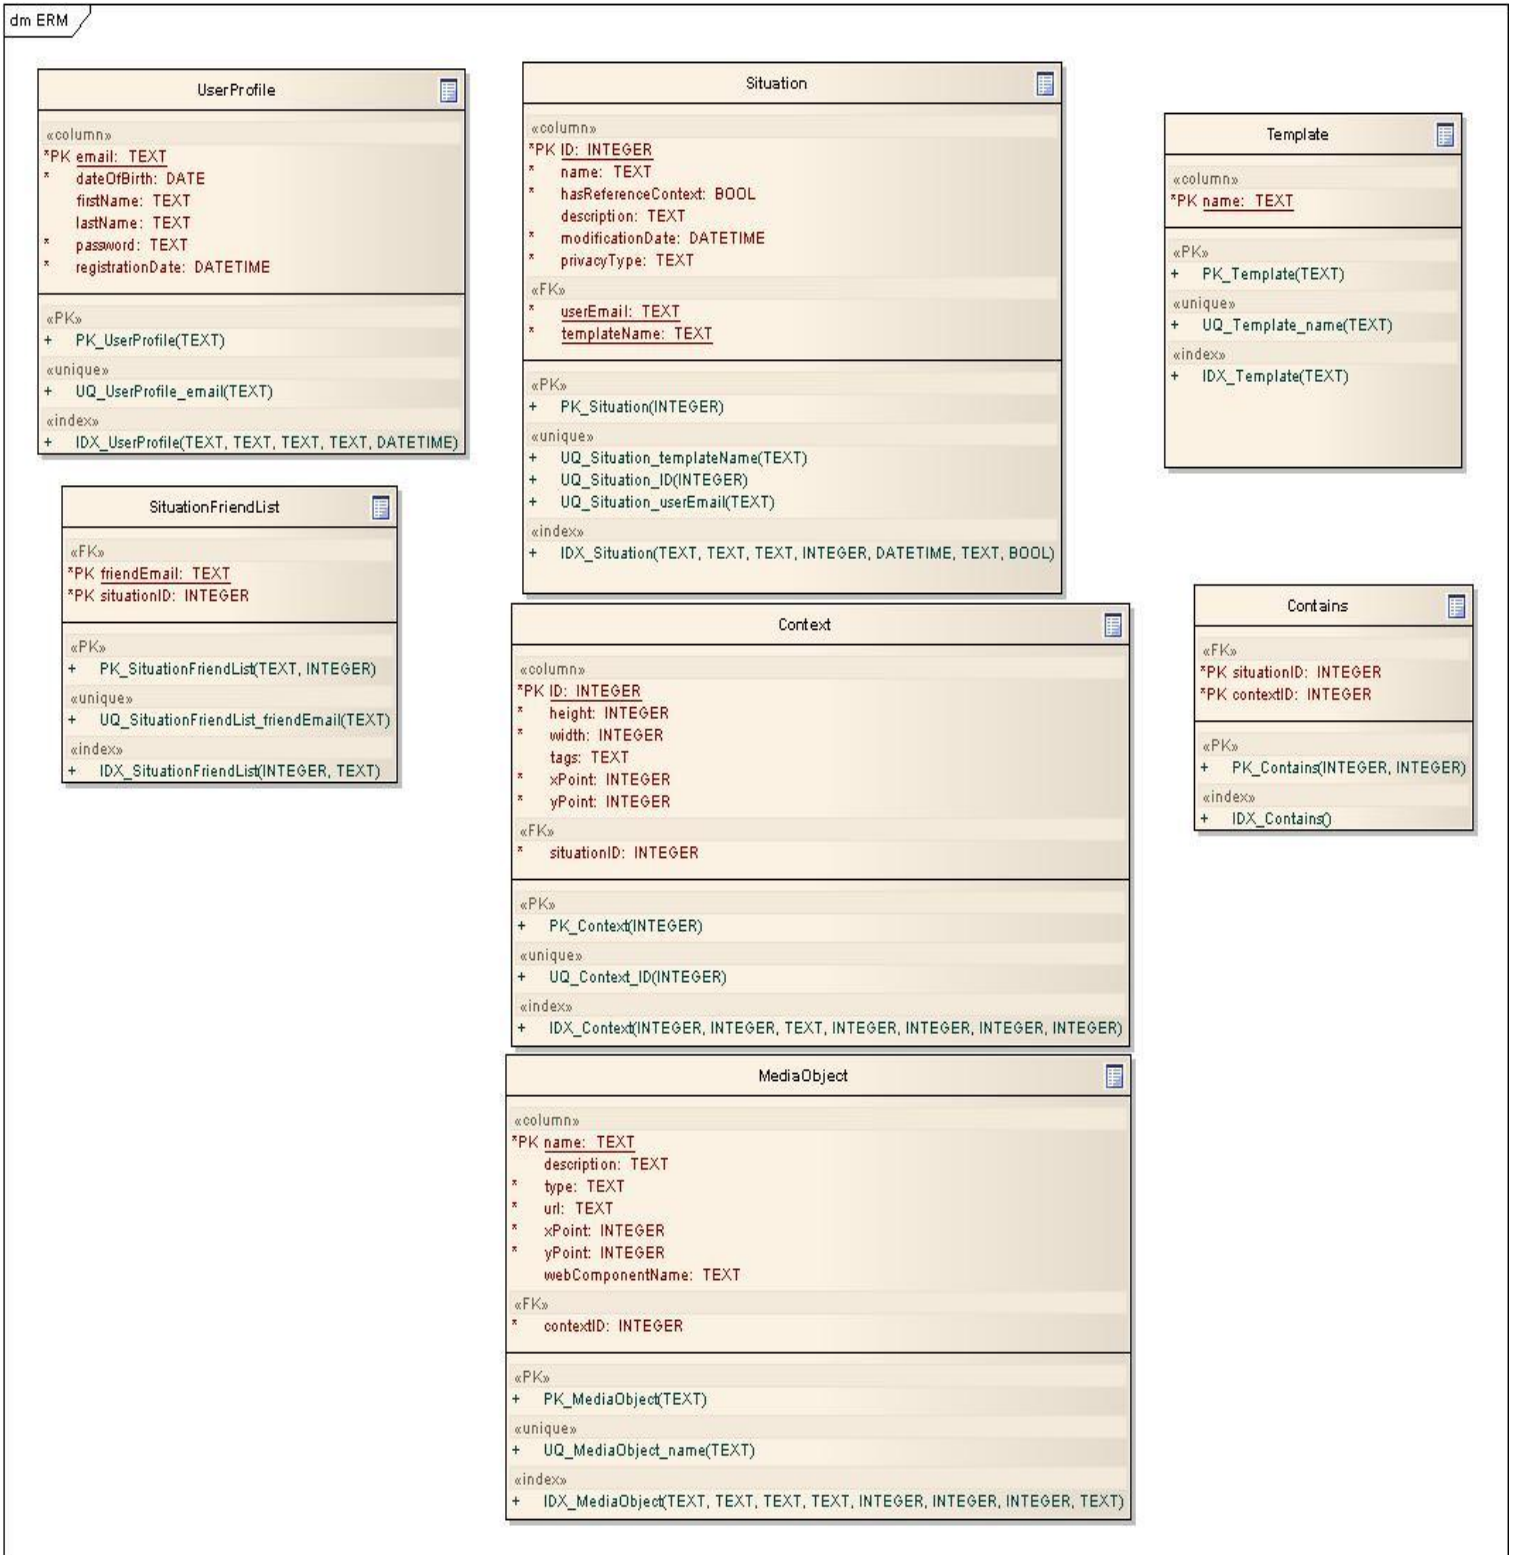 dm ERM
UserProfile
«column»
*PK email: TEXT
* dateOfBirth: DATE
firstName: TEXT
lastName: TEXT
* password: TEXT
* registrationDate: DATETIME
«PK»
+ PK_UserProfile(TEXT)
«unique»
+ UQ_UserProfile_email(TEXT)
«index»
+ IDX_UserProfile(TEXT, TEXT, TEXT, TEXT, DATETIME)
Situation
«column»
*PK ID: INTEGER
* name: TEXT
* hasReferenceContext: BOOL
description: TEXT
* modificationDate: DATETIME
* privacyType: TEXT
«FK»
* userEmail: TEXT
* templateName: TEXT
«PK»
+ PK_Situation(INTEGER)
«unique»
+ UQ_Situation_templateName(TEXT)
+ UQ_Situation_ID(INTEGER)
+ UQ_Situation_userEmail(TEXT)
«index»
+ IDX_Situation(TEXT, TEXT, TEXT, INTEGER, DATETIME, TEXT, BOOL)
Template
«column»
*PK name: TEXT
«PK»
+ PK_Template(TEXT)
«unique»
+ UQ_Template_name(TEXT)
«index»
+ IDX_Template(TEXT)
SituationFriendList
«FK»
*PK friendEmail: TEXT
*PK situationID: INTEGER
«PK»
+ PK_SituationFriendList(TEXT, INTEGER)
«unique»
+ UQ_SituationFriendList_friendEmail(TEXT)
«index»
+ IDX_SituationFriendList(INTEGER, TEXT)
Context
«column»
*PK ID: INTEGER
* height: INTEGER
* width: INTEGER
tags: TEXT
* xPoint: INTEGER
* yPoint: INTEGER
«FK»
* situationID: INTEGER
«PK»
+ PK_Context(INTEGER)
«unique»
+ UQ_Context_ID(INTEGER)
«index»
+ IDX_Context(INTEGER, INTEGER, TEXT, INTEGER, INTEGER, INTEGER, INTEGER)
Contains
«FK»
*PK situationID: INTEGER
*PK contextID: INTEGER
«PK»
+ PK_Contains(INTEGER, INTEGER)
«index»
+ IDX_Contains()
MediaObject
«column»
*PK name: TEXT
description: TEXT
* type: TEXT
* url: TEXT
* xPoint: INTEGER
* yPoint: INTEGER
webComponentName: TEXT
«FK»
* contextID: INTEGER
«PK»
+ PK_MediaObject(TEXT)
«unique»
+ UQ_MediaObject_name(TEXT)
«index»
+ IDX_MediaObject(TEXT, TEXT, TEXT, TEXT, INTEGER, INTEGER, INTEGER, TEXT)